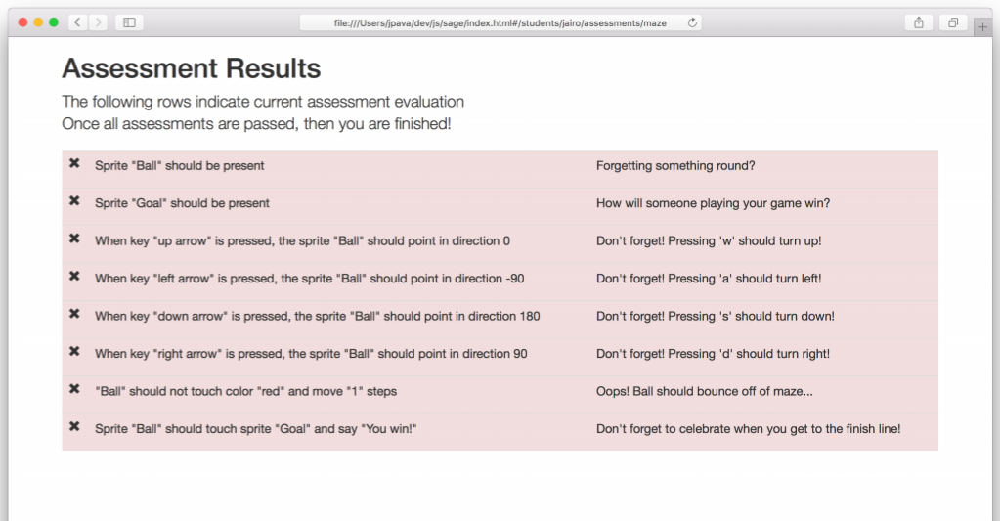 file:///Users/jpava/dev/js/sage/index.html#/students/jairo/assessments/maze
Assessment Results
The following rows indicate current assessment evaluation
Once all assessments are passed, then you are finished!
✖ Sprite "Ball" should be present Forgetting something round?
✖ Sprite "Goal" should be present How will someone playing your game win?
✖ When key "up arrow" is pressed, the sprite "Ball" should point in direction 0 Don't forget! Pressing 'w' should turn up!
✖ When key "left arrow" is pressed, the sprite "Ball" should point in direction -90 Don't forget! Pressing 'a' should turn left!
✖ When key "down arrow" is pressed, the sprite "Ball" should point in direction 180 Don't forget! Pressing 's' should turn down!
✖ When key "right arrow" is pressed, the sprite "Ball" should point in direction 90 Don't forget! Pressing 'd' should turn right!
✖ "Ball" should not touch color "red" and move "1" steps Oops! Ball should bounce off of maze...
✖ Sprite "Ball" should touch sprite "Goal" and say "You win!" Don't forget to celebrate when you get to the finish line!